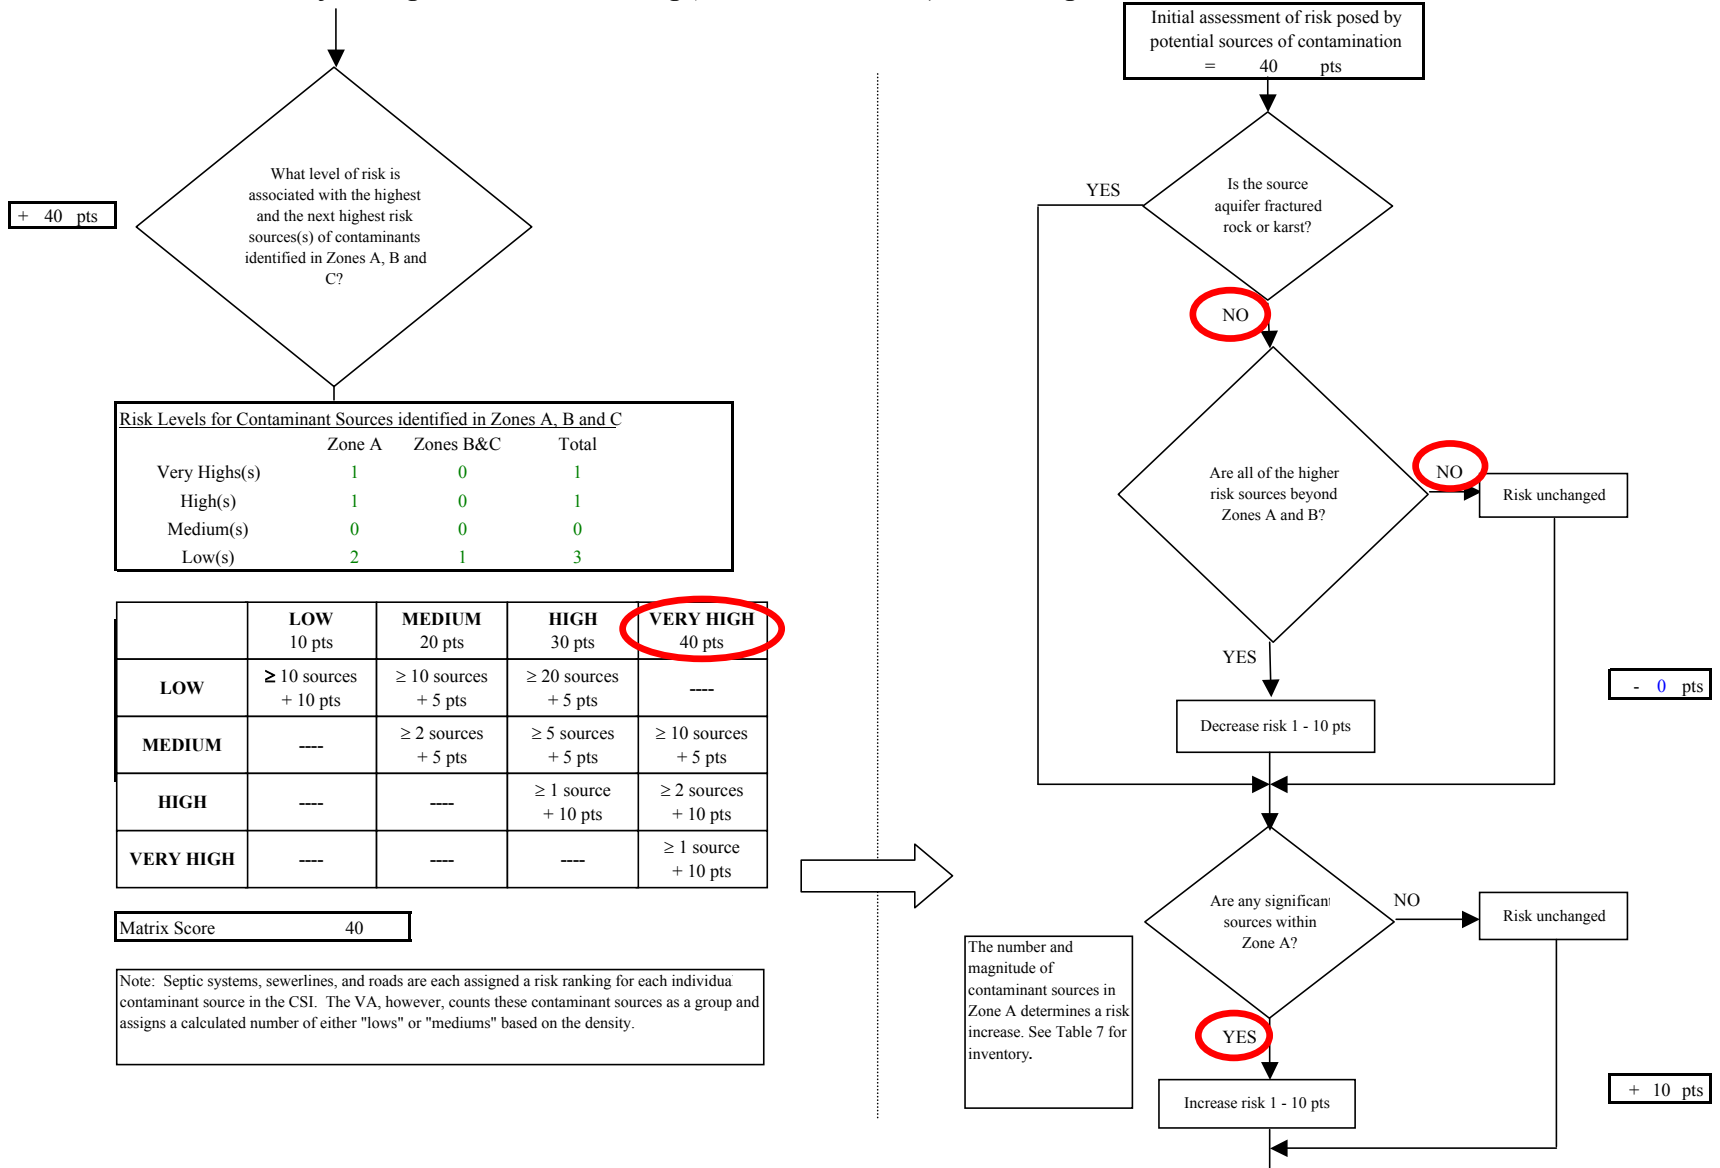 What level of risk is
associated with the highest
and the next highest risk
sources(s) of contaminants
identified in Zones A, B and
C?
+ 40 pts
Risk Levels for Contaminant Sources identified in Zones A, B and C
Zone A Zones B&C Total
Very Highs(s) 1 0 1
High(s) 1 0 1
Medium(s) 0 0 0
Low(s) 2 1 3
LOW MEDIUM HIGH VERY HIGH
10 pts 20 pts 30 pts 40 pts
LOW ≥ 10 sources + 10 pts ≥ 10 sources + 5 pts ≥ 20 sources + 5 pts ----
MEDIUM ---- ≥ 2 sources + 5 pts ≥ 5 sources + 5 pts ≥ 10 sources + 5 pts
HIGH ---- ---- ≥ 1 source + 10 pts ≥ 2 sources + 10 pts
VERY HIGH ---- ---- ---- ≥ 1 source + 10 pts
Matrix Score 40
Note: Septic systems, sewerlines, and roads are each assigned a risk ranking for each individua
contaminant source in the CSI. The VA, however, counts these contaminant sources as a group and
assigns a calculated number of either "lows" or "mediums" based on the density.
Initial assessment of risk posed by
potential sources of contamination
= 40 pts
Is the source
aquifer fractured
rock or karst?
YES
NO
Are all of the higher
risk sources beyond
Zones A and B?
NO
Risk unchanged
YES
Decrease risk 1 - 10 pts
- 0 pts
Are any significant
sources within
Zone A?
NO
Risk unchanged
The number and
magnitude of
contaminant sources in
Zone A determines a risk
increase. See Table 7 for
inventory.
YES
Increase risk 1 - 10 pts
+ 10 pts